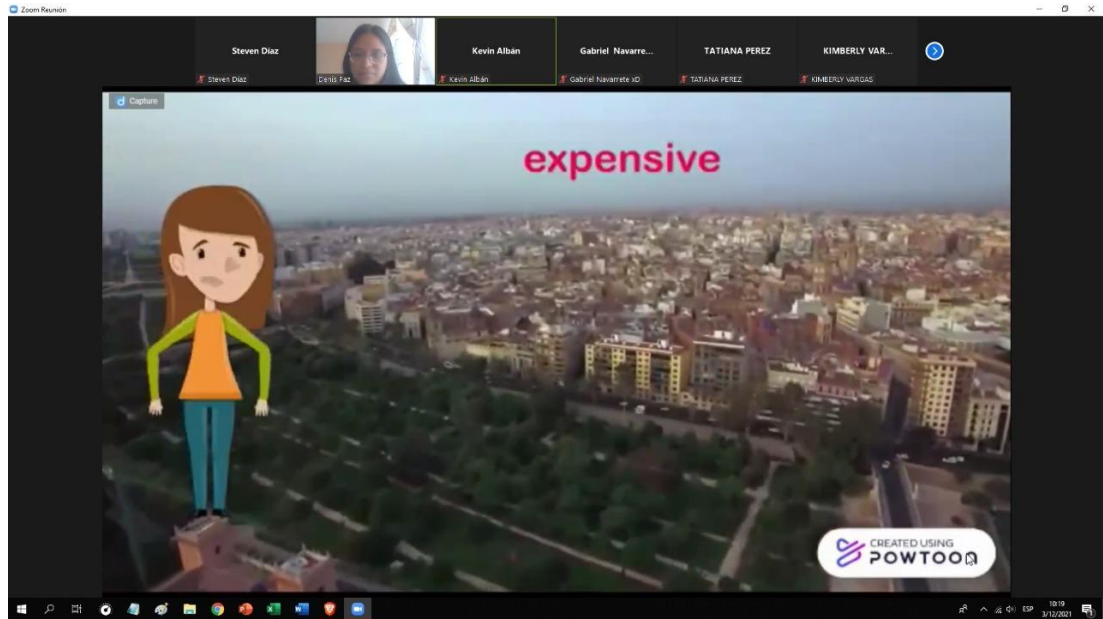 Zoom Reunión
Steven Díaz
Kevin Albán
Gabriel Navarre...
TATIANA PEREZ
KIMBERLY VAR...
Steven Díaz
Denis Paz
Kevin Albán
Gabriel Navarrete xD
TATIANA PEREZ
KIMBERLY VARGAS
Capture
expensive
CREATED USING
POWTOON
ESP
10:19
3/12/2021